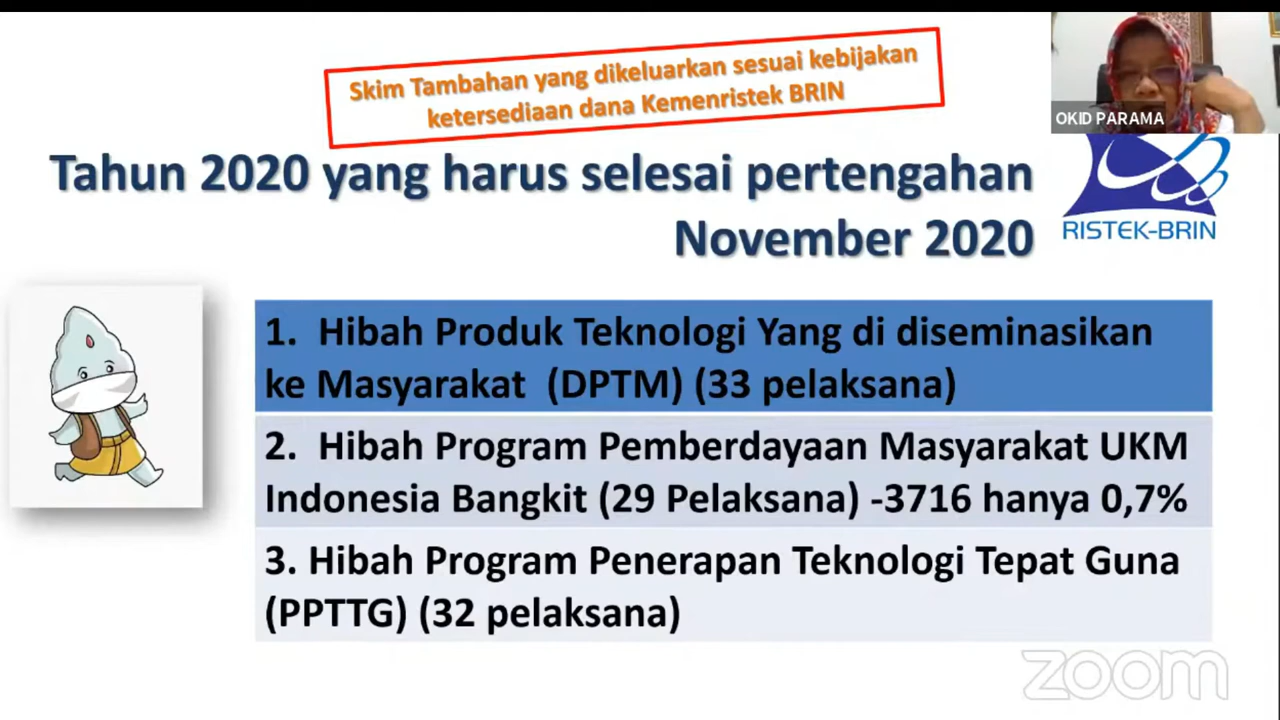 Skim Tambahan yang dikeluarkan sesuai kebijakan
ketersediaan dana Kemenristek BRIN
OKID PARAMA
Tahun 2020 yang harus selesai pertengahan
November 2020
RISTEK-BRIN
1. Hibah Produk Teknologi Yang di diseminasikan
ke Masyarakat (DPTM) (33 pelaksana)
2. Hibah Program Pemberdayaan Masyarakat UKM
Indonesia Bangkit (29 Pelaksana) -3716 hanya 0,7%
3. Hibah Program Penerapan Teknologi Tepat Guna
(PPTTG) (32 pelaksana)
zoom